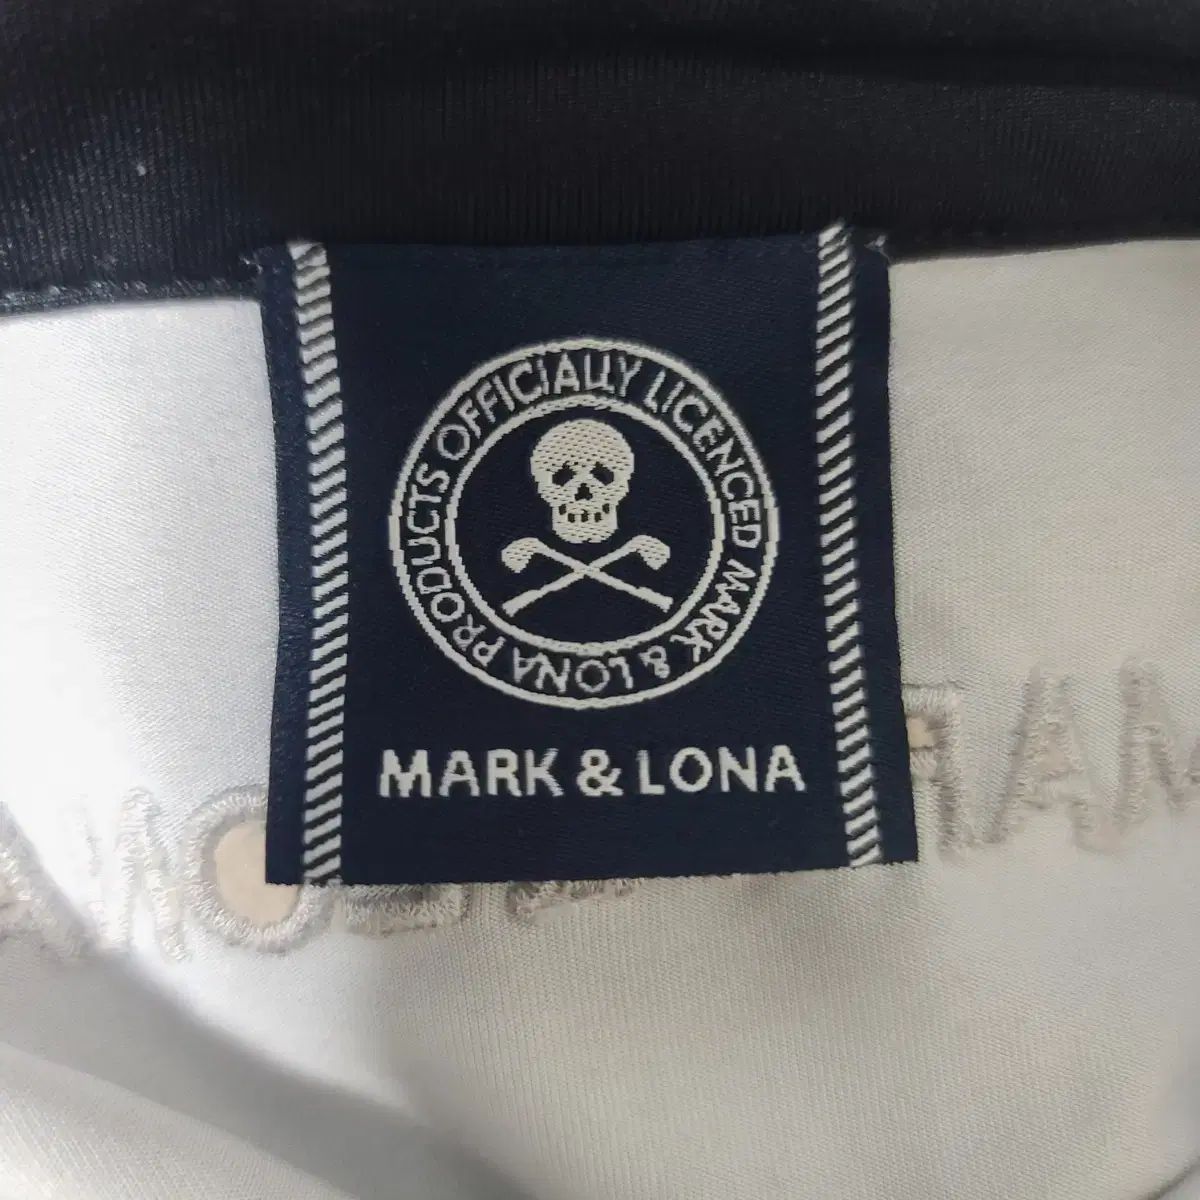 OFFICIALLY LICENCED MARK & LONA PRODUCTS
MARK & LONA